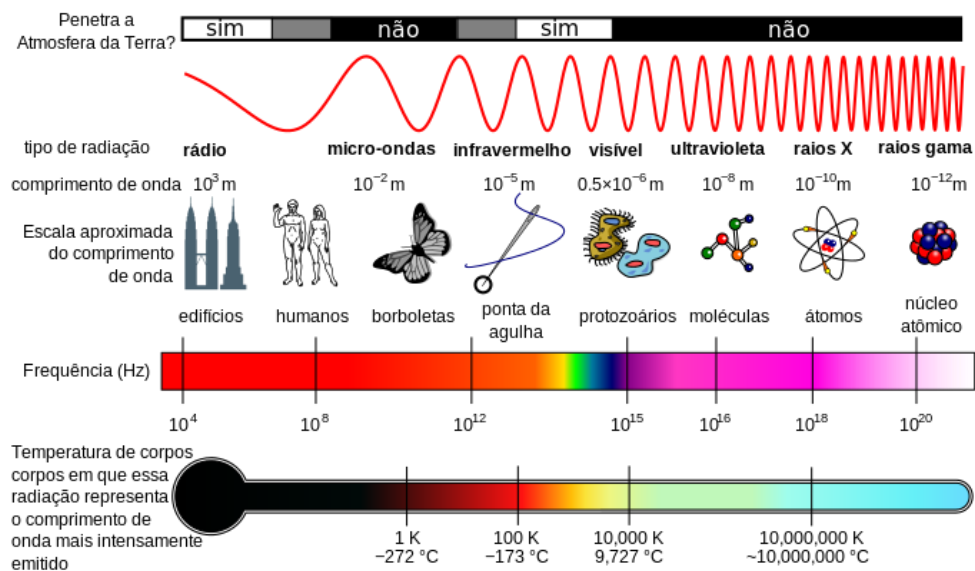 Penetra a
Atmosfera da Terra?
sim não sim não
tipo de radiação rádio micro-ondas infravermelho visível ultravioleta raios X raios gama
comprimento de onda 10³ m 10⁻² m 10⁻⁵ m 0.5×10⁻⁶ m 10⁻⁸ m 10⁻¹⁰m 10⁻¹²m
Escala aproximada
do comprimento
de onda
edifícios humanos borboletas ponta da
agulha protozoários moléculas átomos núcleo
atômico
Frequência (Hz)
10⁴ 10⁸ 10¹² 10¹⁵ 10¹⁶ 10¹⁸ 10²⁰
Temperatura de corpos
corpos em que essa
radiação representa
o comprimento de
onda mais intensamente
emitido
1 K 100 K 10,000 K 10,000,000 K
−272 °C −173 °C 9,727 °C ~10,000,000 °C